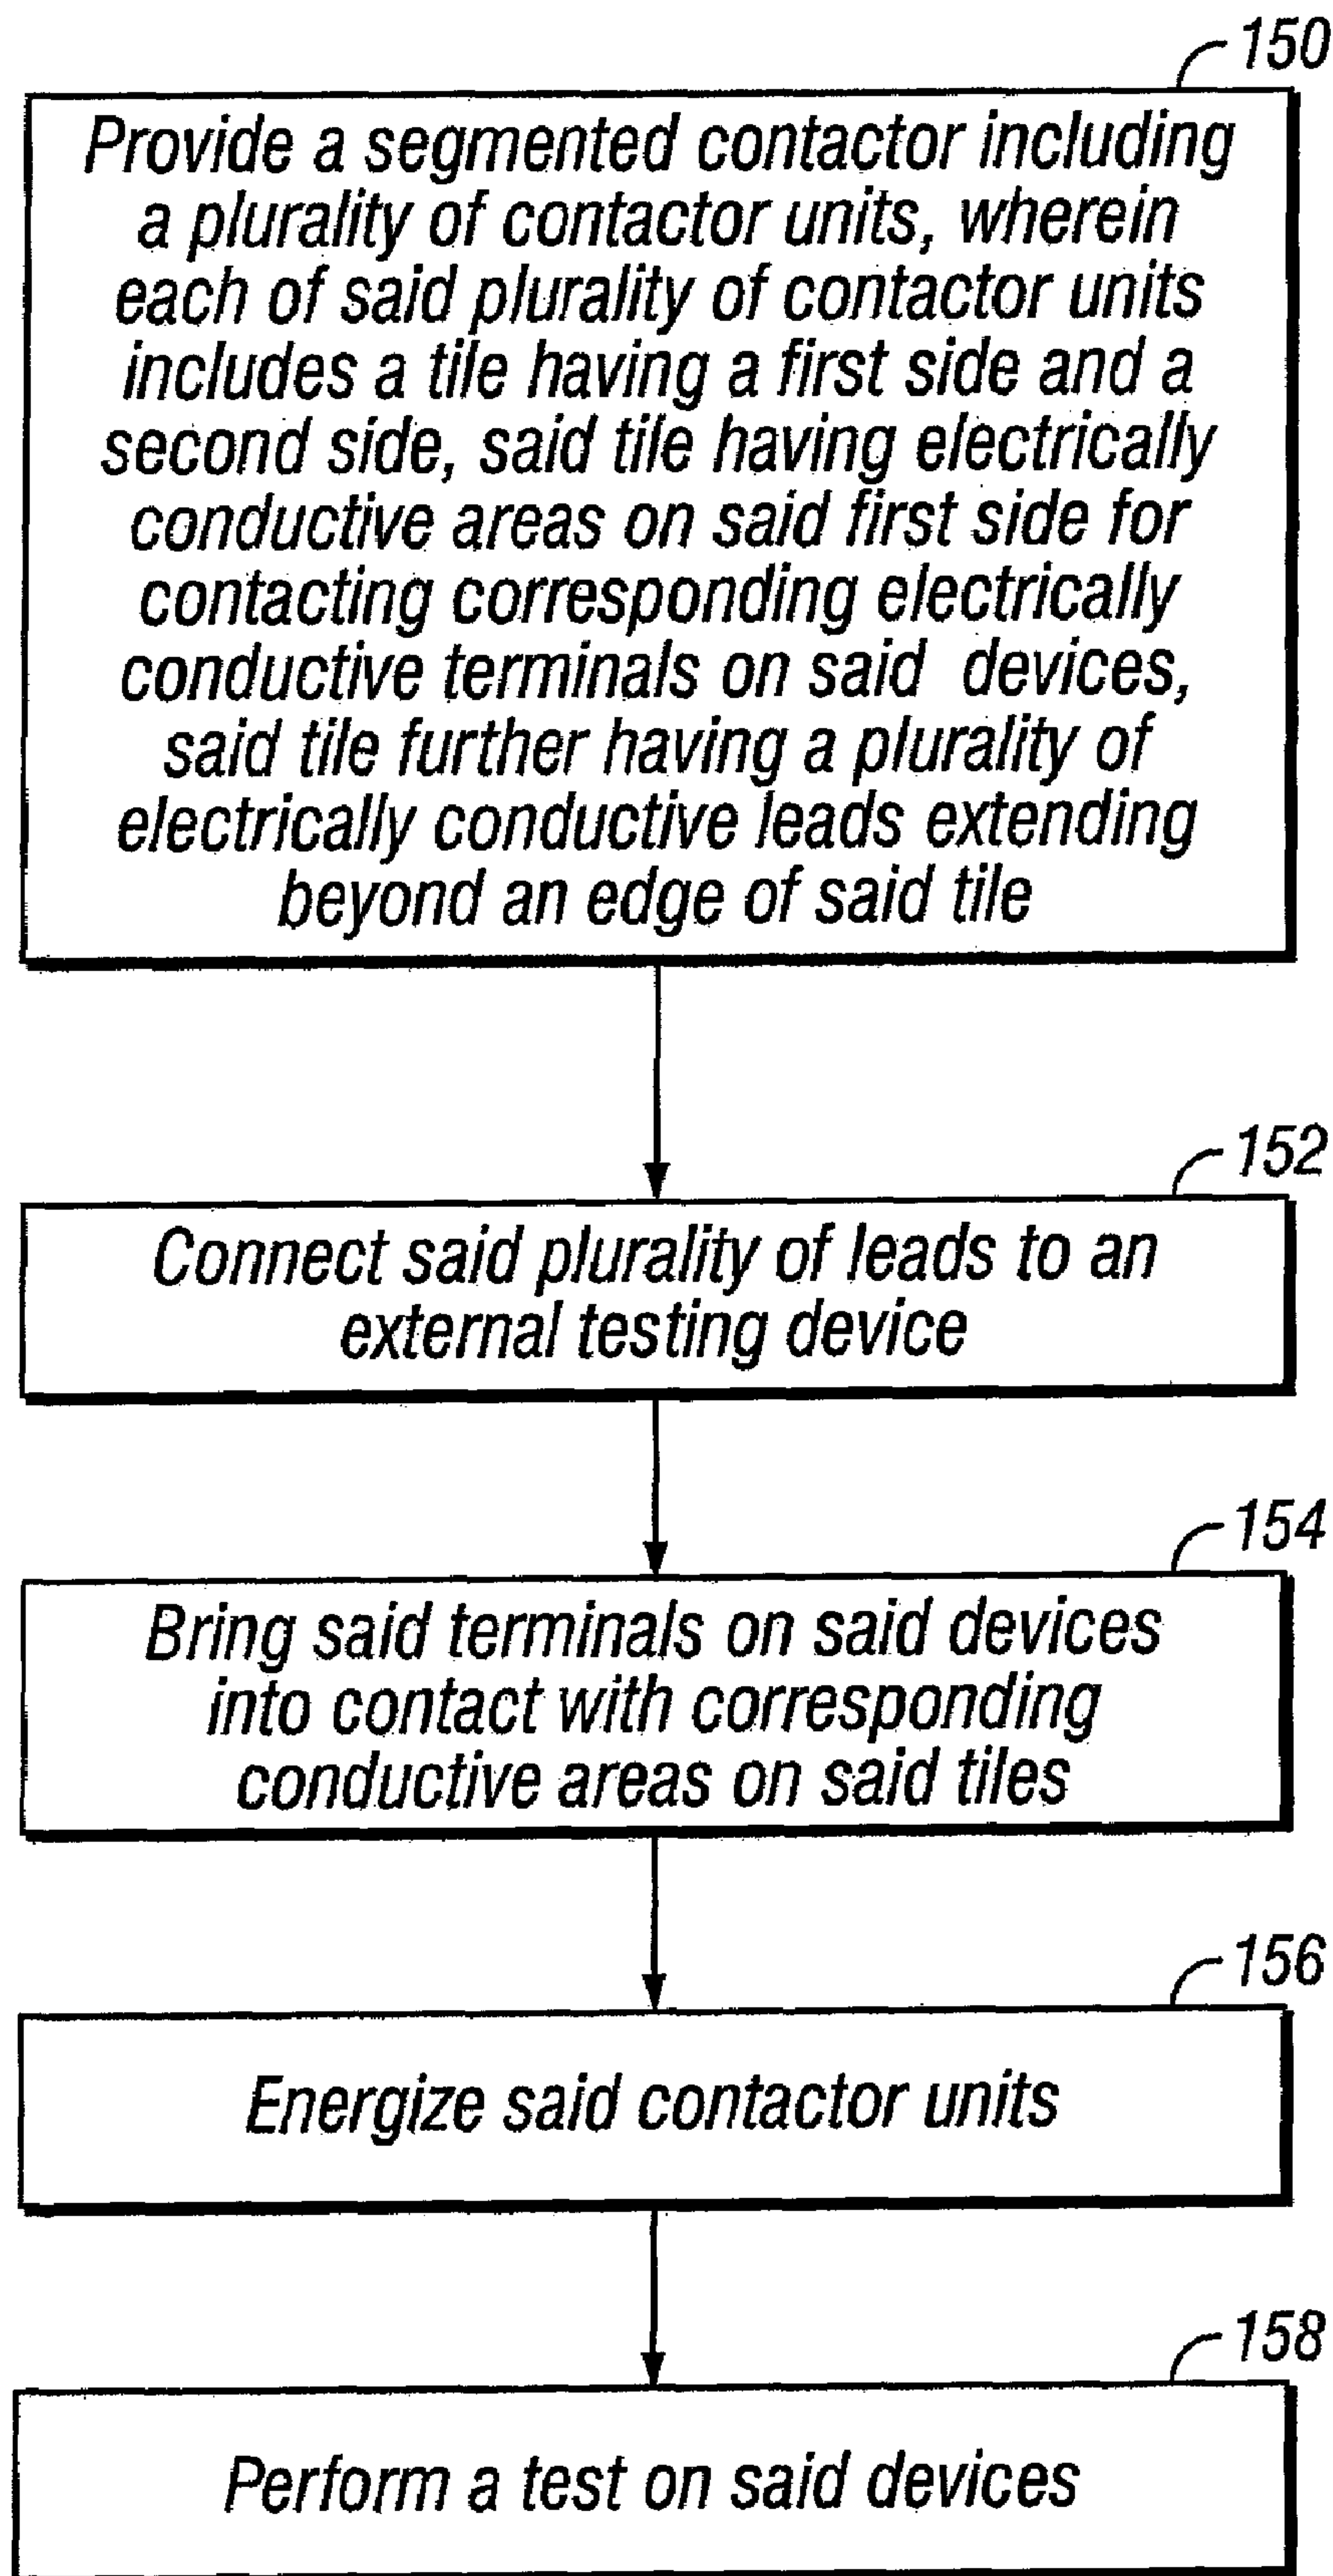 150
Provide a segmented contactor including
a plurality of contactor units, wherein
each of said plurality of contactor units
includes a tile having a first side and a
second side, said tile having electrically
conductive areas on said first side for
contacting corresponding electrically
conductive terminals on said devices,
said tile further having a plurality of
electrically conductive leads extending
beyond an edge of said tile
152
Connect said plurality of leads to an
external testing device
154
Bring said terminals on said devices
into contact with corresponding
conductive areas on said tiles
156
Energize said contactor units
158
Perform a test on said devices